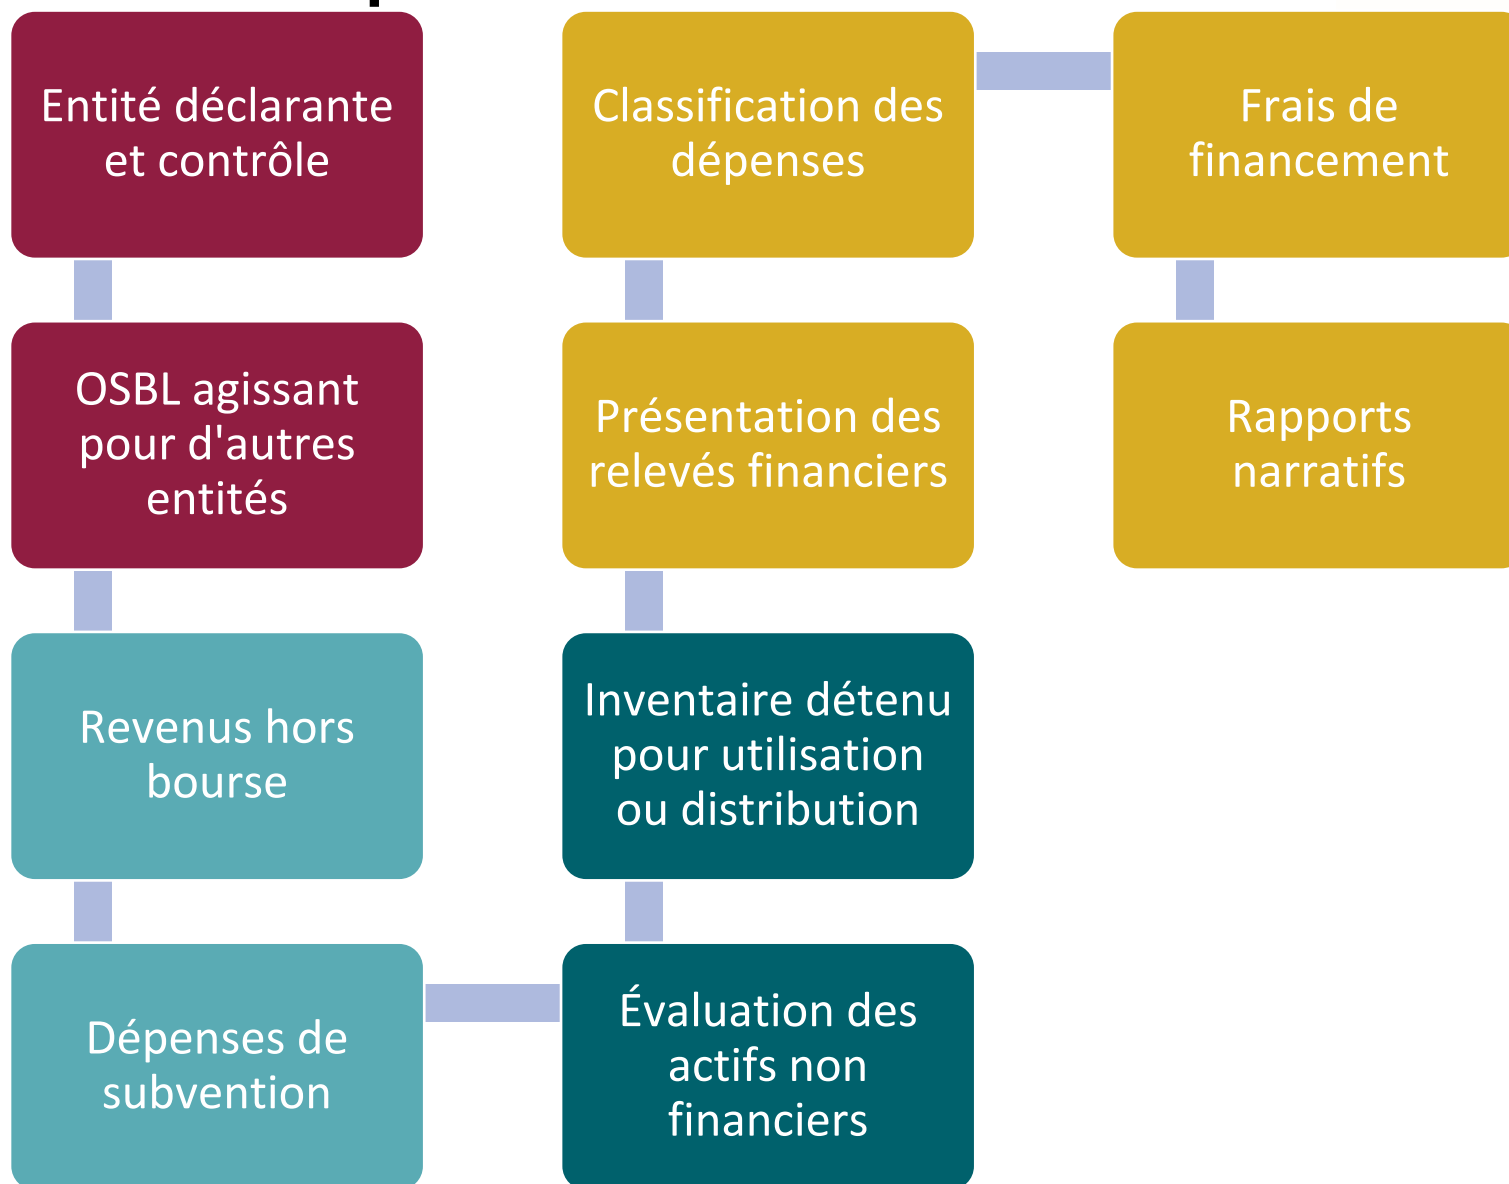 Entité déclarante
et contrôle
OSBL agissant
pour d'autres
entités
Revenus hors
bourse
Dépenses de
subvention
Évaluation des
actifs non
financiers
Inventaire détenu
pour utilisation
ou distribution
Présentation des
relevés financiers
Classification des
dépenses
Frais de
financement
Rapports
narratifs